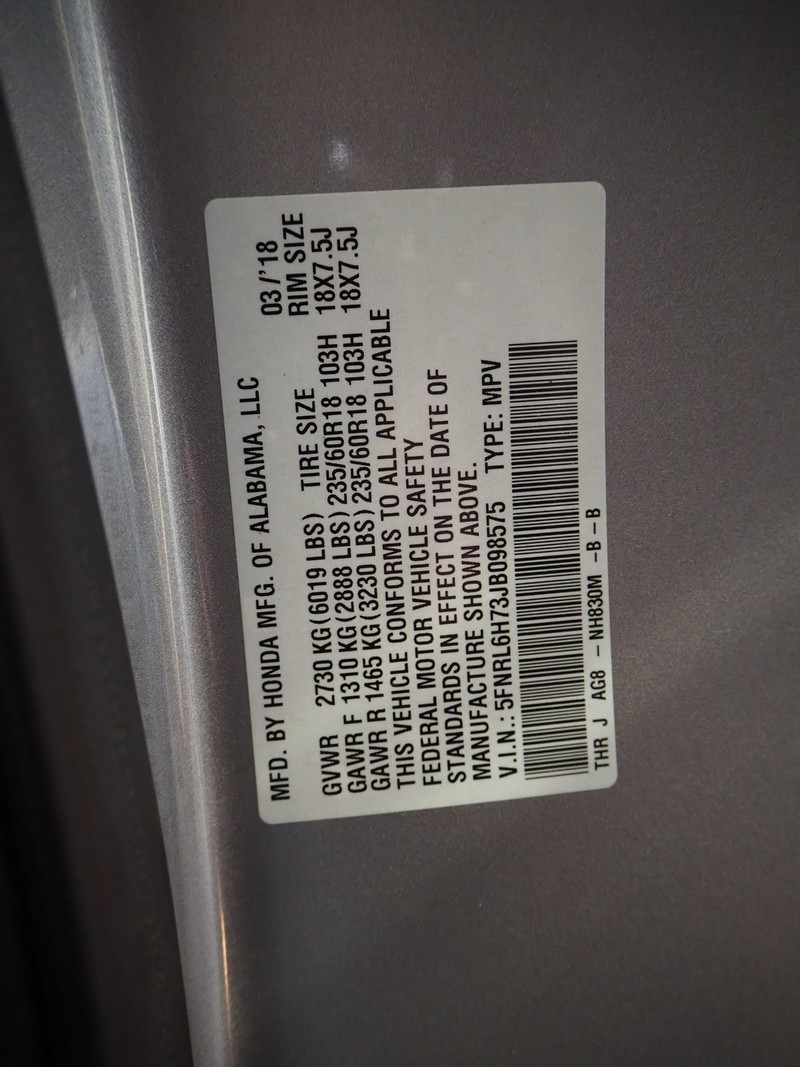 MFD. BY HONDA MFG. OF ALABAMA, LLC 03/'18
GVWR 2730 KG(6019 LBS) TIRE SIZE RIM SIZE
GAWR F 1310 KG(2888 LBS) 235/60R18 103H 18X7.5J
GAWR R 1465 KG(3230 LBS) 235/60R18 103H 18X7.5J
THIS VEHICLE CONFORMS TO ALL APPLICABLE
FEDERAL MOTOR VEHICLE SAFETY
STANDARDS IN EFFECT ON THE DATE OF
MANUFACTURE SHOWN ABOVE.
V.I.N.: 5FNRL6H73JB098575 TYPE: MPV
THR J AG8 – NH830M –B –B